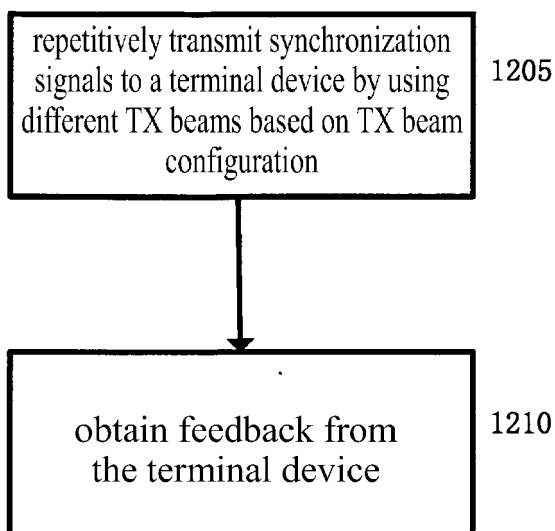 repetitively transmit synchronization
signals to a terminal device by using
different TX beams based on TX beam
configuration
1205
obtain feedback from
the terminal device
1210